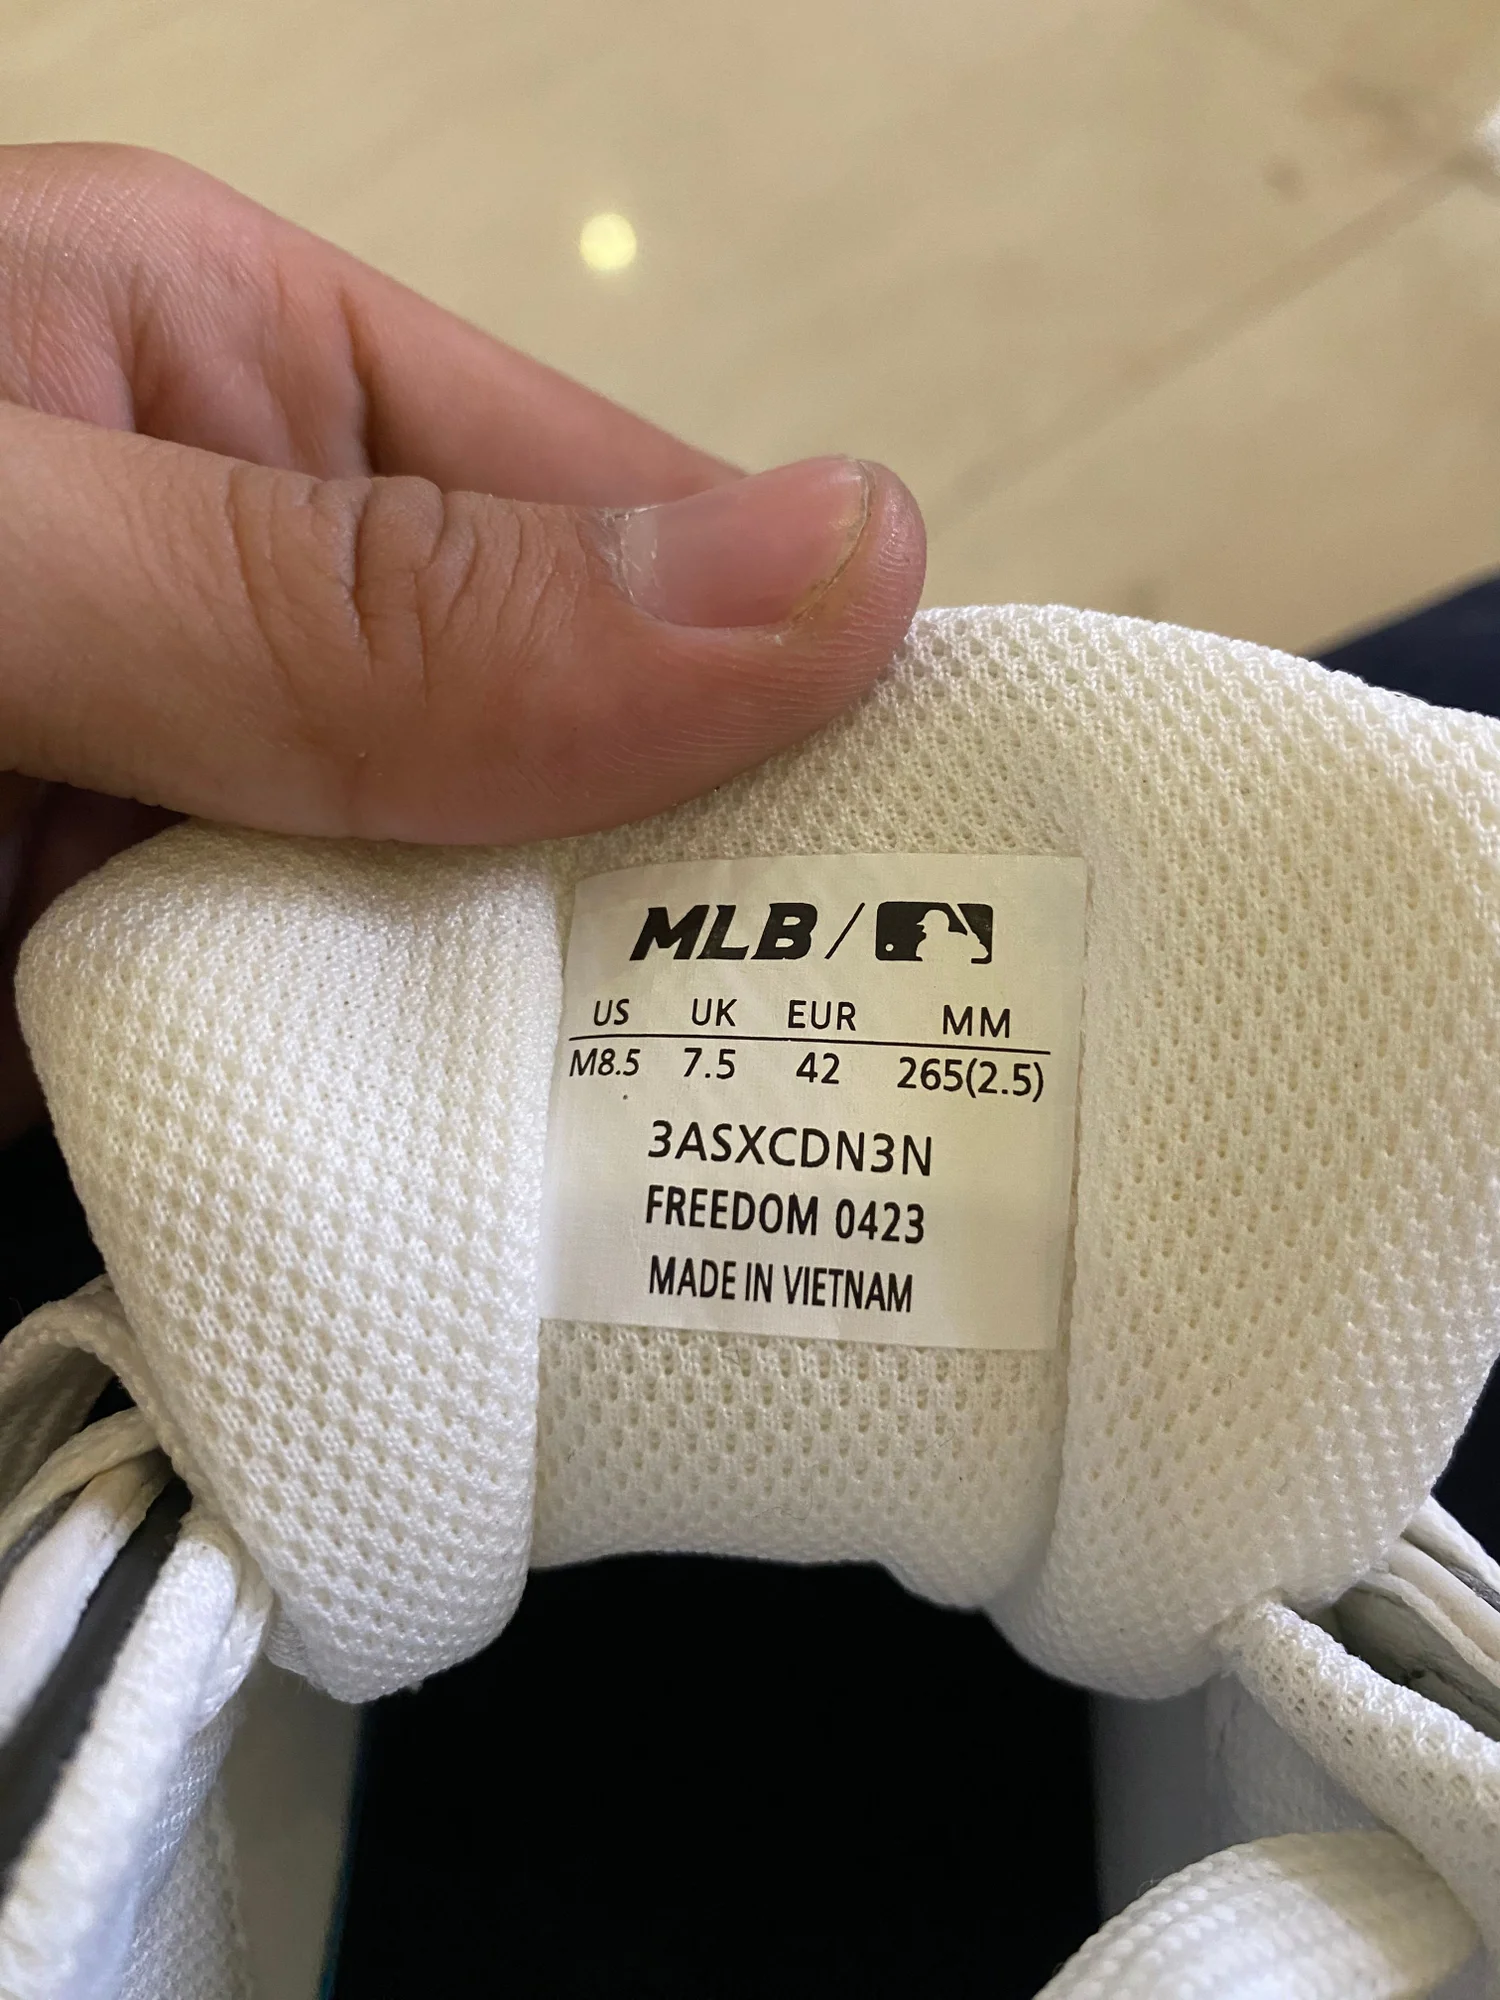 MLB /
US UK EUR MM
M8.5 7.5 42 265(2.5)
3ASXCDN3N
FREEDOM 0423
MADE IN VIETNAM